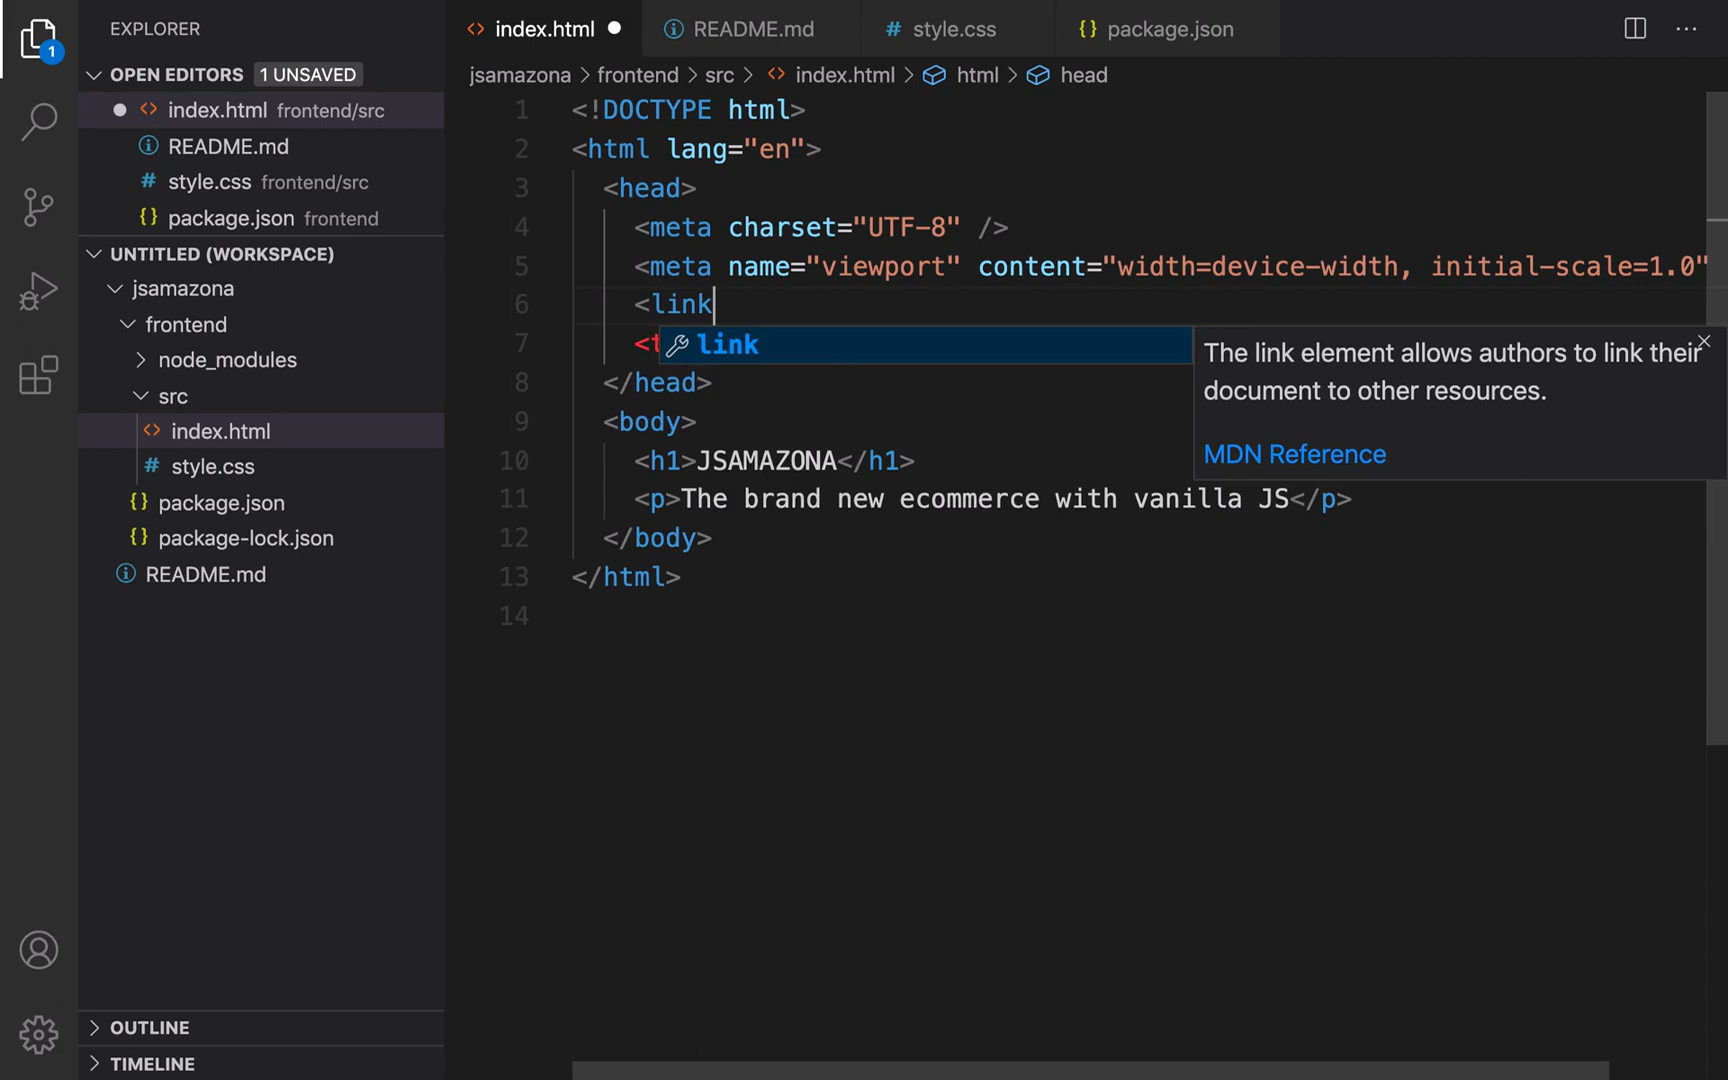 EXPLORER
1
OPEN EDITORS 1 UNSAVED
index.html frontend/src
README.md
style.css frontend/src
package.json frontend
UNTITLED (WORKSPACE)
jsamazona
frontend
node_modules
src
index.html
style.css
package.json
package-lock.json
README.md
OUTLINE
TIMELINE
index.html README.md style.css package.json
jsamazona > frontend > src > index.html > html > head
1 <!DOCTYPE html>
2 <html lang="en">
3 <head>
4 <meta charset="UTF-8" />
5 <meta name="viewport" content="width=device-width, initial-scale=1.0"
6 <link
7 <t
link
8 </head>
9 <body>
10 <h1>JSAMAZONA</h1>
11 <p>The brand new ecommerce with vanilla JS</p>
12 </body>
13 </html>
14
The link element allows authors to link their
document to other resources.
MDN Reference